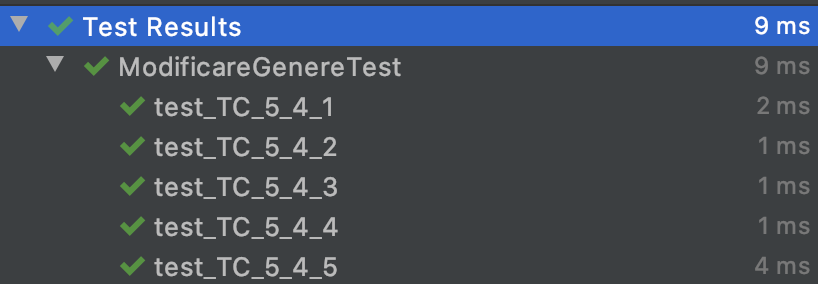 Test Results 9 ms
ModificareGenereTest 9 ms
test_TC_5_4_1 2 ms
test_TC_5_4_2 1 ms
test_TC_5_4_3 1 ms
test_TC_5_4_4 1 ms
test_TC_5_4_5 4 ms